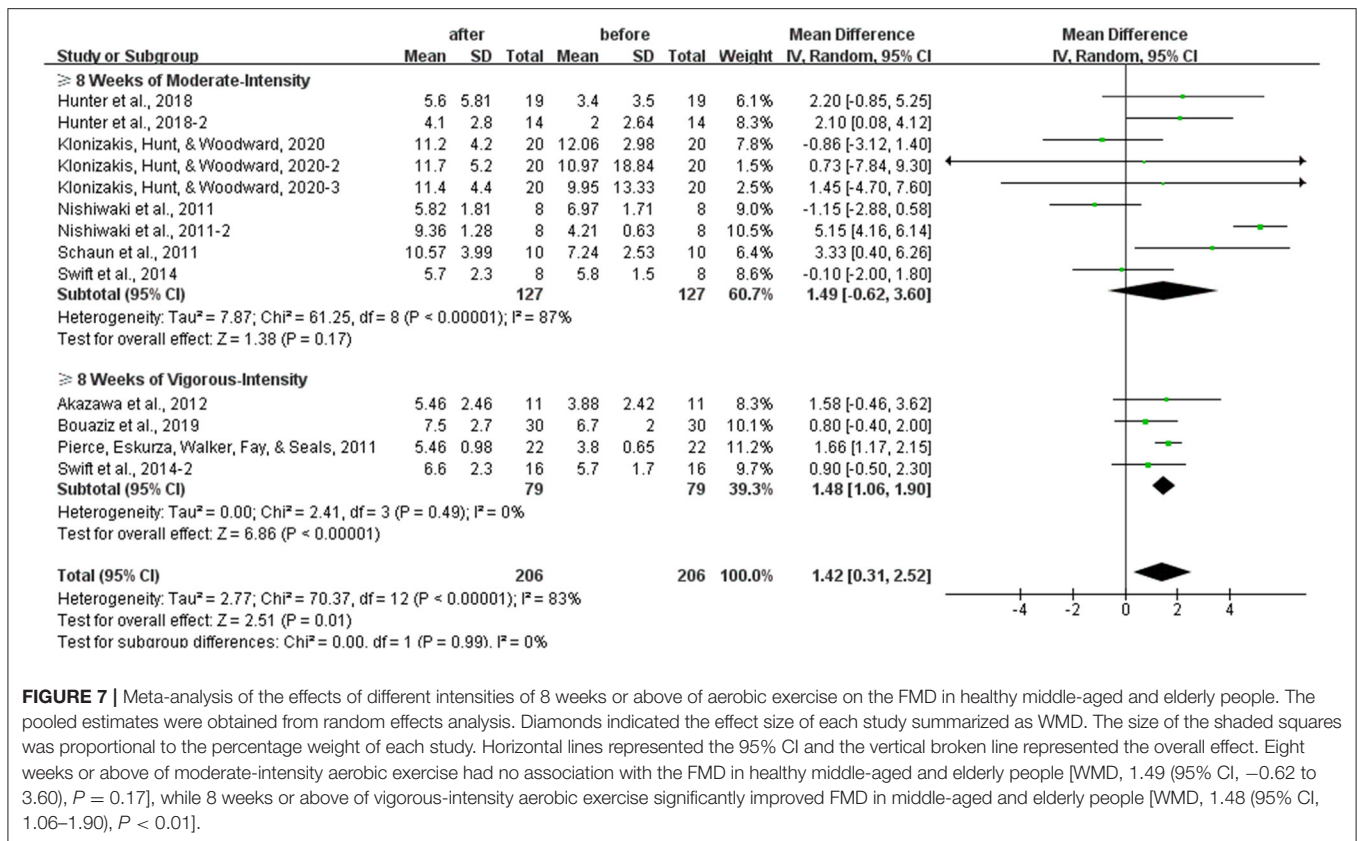 after before Mean Difference Mean Difference
Study or Subgroup Mean SD Total Mean SD Total Weight IV, Random, 95% CI IV, Random, 95% CI
≥ 8 Weeks of Moderate-Intensity
Hunter et al., 2018 5.6 5.81 19 3.4 3.5 19 6.1% 2.20 [-0.85, 5.25]
Hunter et al., 2018-2 4.1 2.8 14 2 2.64 14 8.3% 2.10 [0.08, 4.12]
Klonizakis, Hunt, & Woodward, 2020 11.2 4.2 20 12.06 2.98 20 7.8% -0.86 [-3.12, 1.40]
Klonizakis, Hunt, & Woodward, 2020-2 11.7 5.2 20 10.97 18.84 20 1.5% 0.73 [-7.84, 9.30]
Klonizakis, Hunt, & Woodward, 2020-3 11.4 4.4 20 9.95 13.33 20 2.5% 1.45 [-4.70, 7.60]
Nishiwaki et al., 2011 5.82 1.81 8 6.97 1.71 8 9.0% -1.15 [-2.88, 0.58]
Nishiwaki et al., 2011-2 9.36 1.28 8 4.21 0.63 8 10.5% 5.15 [4.16, 6.14]
Schaun et al., 2011 10.57 3.99 10 7.24 2.53 10 6.3% 3.33 [0.40, 6.26]
Swift et al., 2014 5.7 2.3 8 5.8 1.5 8 8.6% -0.10 [-2.00, 1.80]
Subtotal (95% CI) 127 127 60.7% 1.49 [-0.62, 3.60]
Heterogeneity: Tau² = 7.87; Chi² = 61.25, df = 8 (P < 0.00001); I² = 87%
Test for overall effect: Z = 1.38 (P = 0.17)
≥ 8 Weeks of Vigorous-Intensity
Akazawa et al., 2012 5.46 2.46 11 3.88 2.42 11 8.3% 1.58 [-0.46, 3.62]
Bouaziz et al., 2019 7.5 2.7 30 6.7 2 30 10.1% 0.80 [-0.40, 2.00]
Pierce, Eskurza, Walker, Fay, & Seals, 2011 5.46 0.98 22 3.8 0.65 22 11.2% 1.66 [1.17, 2.15]
Swift et al., 2014-2 6.6 2.3 16 5.7 1.7 16 9.7% 0.90 [-0.50, 2.30]
Subtotal (95% CI) 79 79 39.3% 1.48 [1.06, 1.90]
Heterogeneity: Tau² = 0.00; Chi² = 2.41, df = 3 (P = 0.49); I² = 0%
Test for overall effect: Z = 6.86 (P < 0.00001)
Total (95% CI) 206 206 100.0% 1.42 [0.31, 2.52]
Heterogeneity: Tau² = 2.77; Chi² = 70.37, df = 12 (P < 0.00001); I² = 83%
Test for overall effect: Z = 2.51 (P = 0.01)
Test for subgroup differences: Chi² = 0.00, df = 1 (P = 0.99), I² = 0%
-4 -2 0 2 4
FIGURE 7 | Meta-analysis of the effects of different intensities of 8 weeks or above of aerobic exercise on the FMD in healthy middle-aged and elderly people. The
pooled estimates were obtained from random effects analysis. Diamonds indicated the effect size of each study summarized as WMD. The size of the shaded squares
was proportional to the percentage weight of each study. Horizontal lines represented the 95% CI and the vertical broken line represented the overall effect. Eight
weeks or above of moderate-intensity aerobic exercise had no association with the FMD in healthy middle-aged and elderly people [WMD, 1.49 (95% CI, −0.62 to
3.60), P = 0.17], while 8 weeks or above of vigorous-intensity aerobic exercise significantly improved FMD in middle-aged and elderly people [WMD, 1.48 (95% CI,
1.06–1.90), P < 0.01].